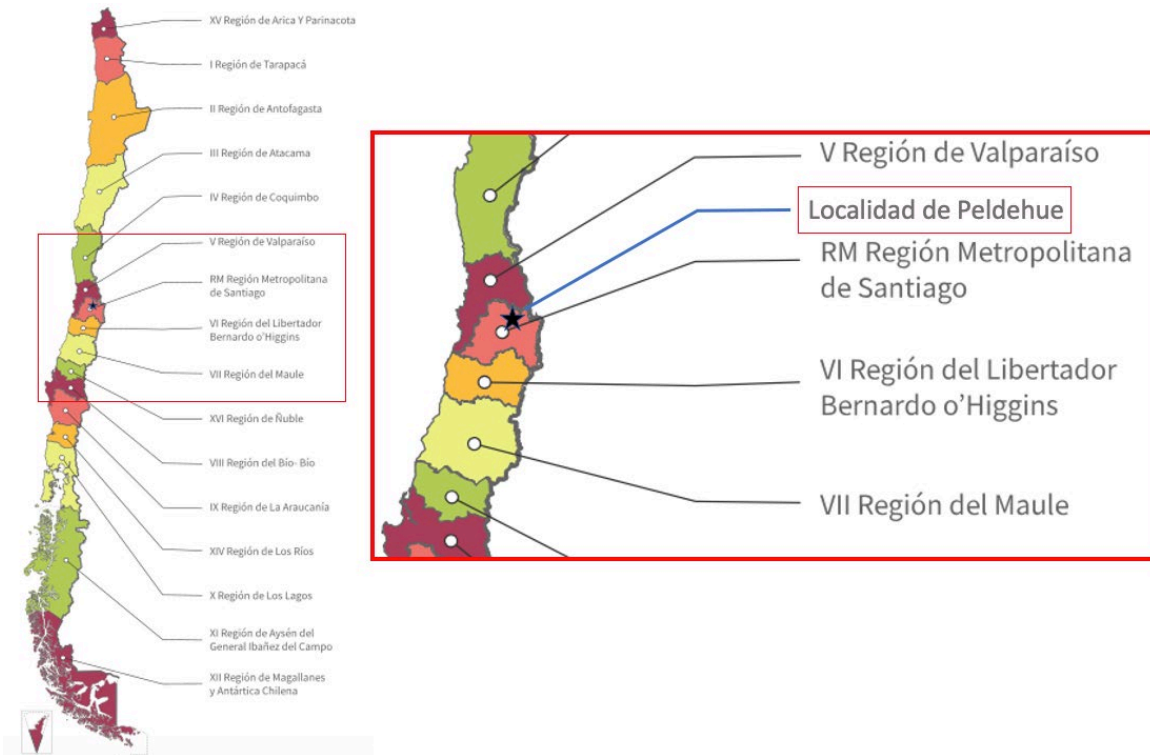 XV Región de Arica Y Parinacota
I Región de Tarapacá
II Región de Antofagasta
III Región de Atacama
IV Región de Coquimbo
V Región de Valparaíso
RM Región Metropolitana
de Santiago
VI Región del Libertador
Bernardo o'Higgins
VII Región del Maule
XVI Región de Ñuble
VIII Región del Bío- Bío
IX Región de La Araucanía
XIV Región de Los Ríos
X Región de Los Lagos
XI Región de Aysén del
General Ibañez del Campo
XII Región de Magallanes
y Antártica Chilena
V Región de Valparaíso
Localidad de Peldehue
RM Región Metropolitana
de Santiago
VI Región del Libertador
Bernardo o'Higgins
VII Región del Maule